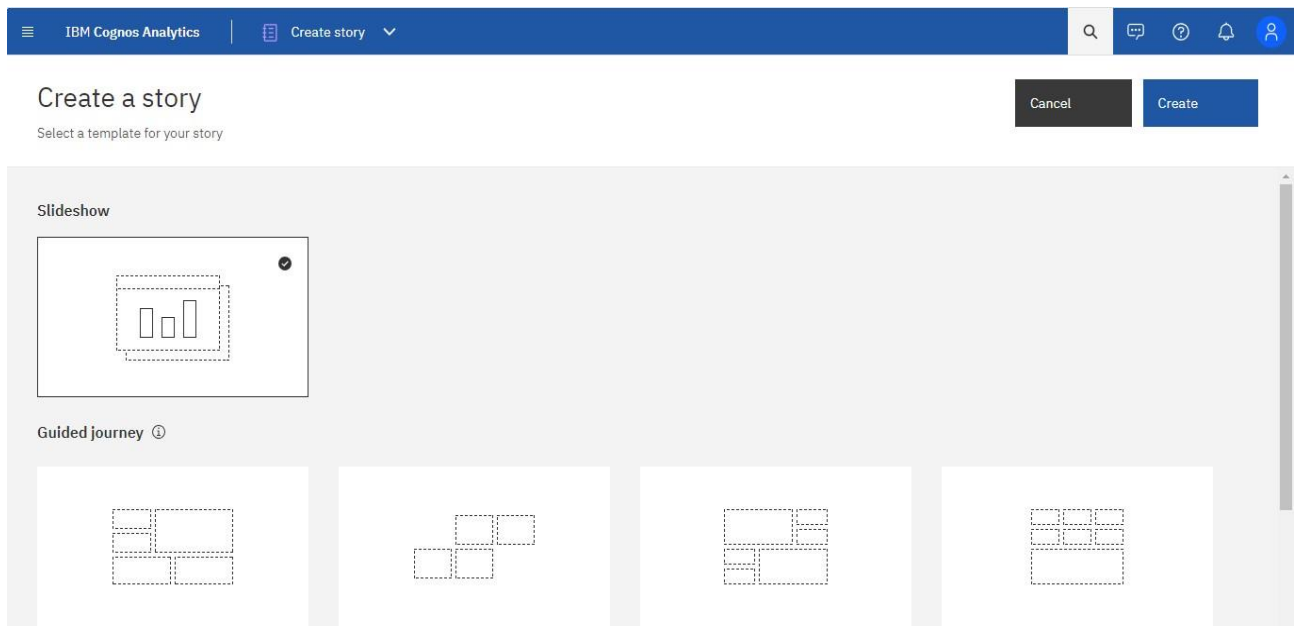 IBM Cognos Analytics
Create story
Create a story
Select a template for your story
Cancel
Create
Slideshow
Guided journey